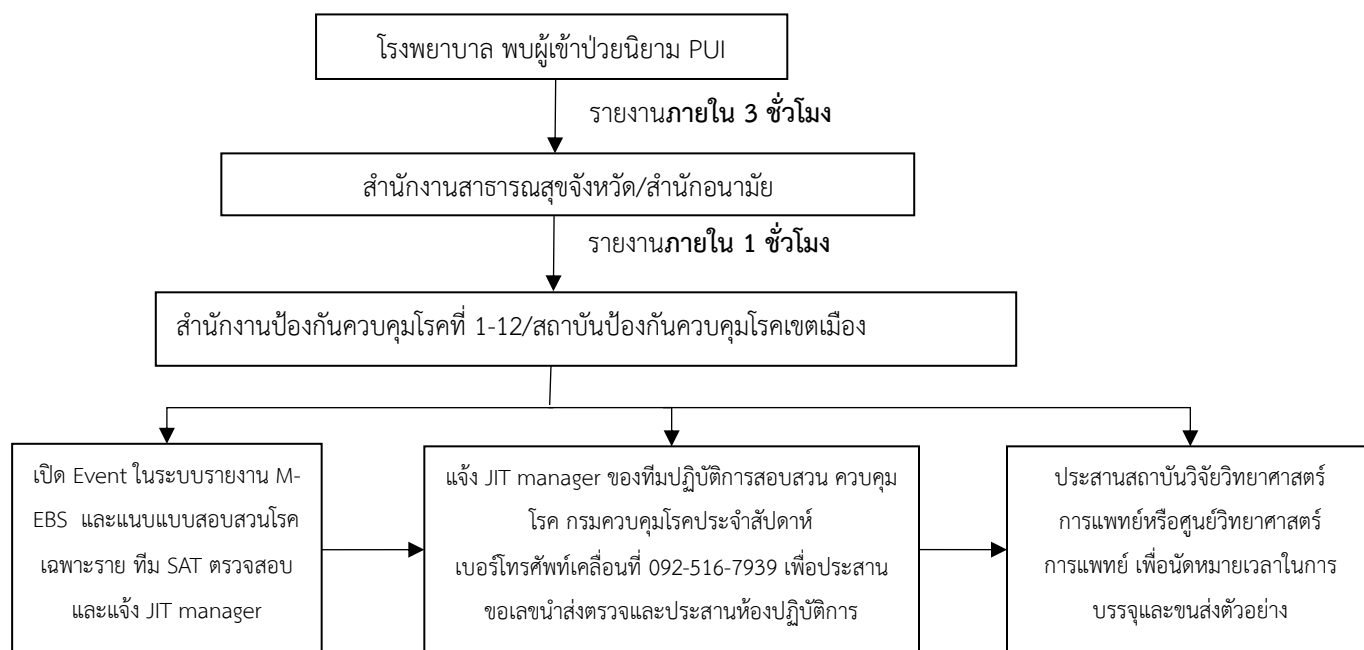 โรงพยาบาล พบผู้เข้าป่วยนิยาม PUI
รายงานภายใน 3 ชั่วโมง
สำนักงานสาธารณสุขจังหวัด/สำนักอนามัย
รายงานภายใน 1 ชั่วโมง
สำนักงานป้องกันควบคุมโรคที่ 1-12/สถาบันป้องกันควบคุมโรคเขตเมือง
เปิด Event ในระบบรายงาน M-
EBS และแนบแบบสอบสวนโรค
เฉพาะราย ทีม SAT ตรวจสอบ
และแจ้ง JIT manager
แจ้ง JIT manager ของทีมปฏิบัติการสอบสวน ควบคุม
โรค กรมควบคุมโรคประจำสัปดาห์
เบอร์โทรศัพท์เคลื่อนที่ 092-516-7939 เพื่อประสาน
ขอเลขนำส่งตรวจและประสานห้องปฏิบัติการ
ประสานสถาบันวิจัยวิทยาศาสตร์
การแพทย์หรือศูนย์วิทยาศาสตร์
การแพทย์ เพื่อนัดหมายเวลาในการ
บรรจุและขนส่งตัวอย่าง